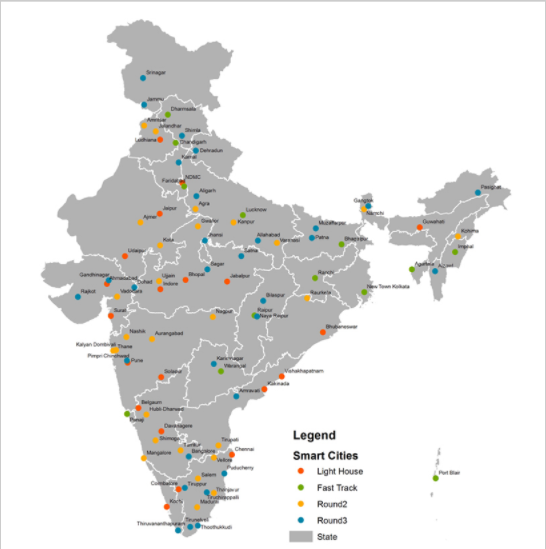 Srinagar
Jammu
Dharmsala
Amritsar
Jalandhar
Shimla
Ludhiana
Chandigarh
Dehradun
Karnal
NDMC
Faridabad
Aligarh
Agra
Jaipur
Lucknow
Ajmer
Gwalior
Kanpur
Muzaffarpur
Gangtok
Namchi
Pasighat
Guwahati
Kohima
Imphal
Agartala
Aizawl
Kota
Jhansi
Allahabad
Varanasi
Patna
Bhagalpur
Udaipur
Satna
Sagar
Gandhinagar
Ahmadabad
Dahod
Ujjain
Bhopal
Jabalpur
Ranchi
Rajkot
Vadodara
Indore
Bilaspur
Raurkela
New Town Kolkata
Surat
Nagpur
Raipur
Naya Raipur
Nashik
Aurangabad
Bhubaneswar
Kalyan Dombivali
Thane
Pimpri Chinchwad
Pune
Karimnagar
Warangal
Solapur
Vishakhapatnam
Kakinada
Amravati
Belgaum
Hubli-Dharwad
Panaji
Davanagere
Shimoga
Tumkur
Tirupati
Bengalore
Chennai
Mangalore
Vellore
Puducherry
Salem
Coimbatore
Tiruppur
Thanjavur
Tiruchirappalli
Kochi
Madurai
Thiruvananthapuram
Tirunelveli
Thoothukkudi
Port Blair
Legend
Smart Cities
Light House
Fast Track
Round2
Round3
State